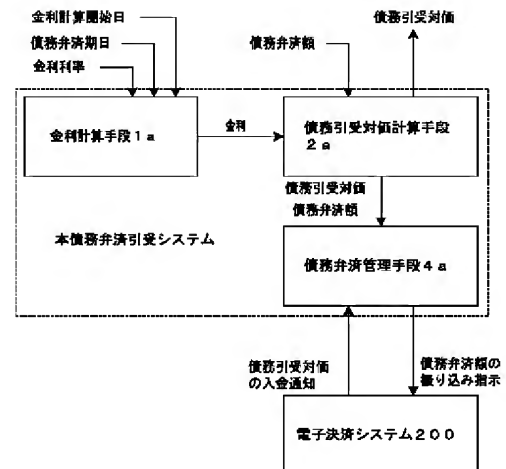 金利計算開始日
債務弁済期日
金利利率
債務弁済額
債務引受対価
金利計算手段1a
金利
債務引受対価計算手段
2a
債務引受対価
債務弁済額
本債務弁済引受システム
債務弁済管理手段4a
債務引受対価
の入金通知
債務弁済額の
振り込み指示
電子決済システム200